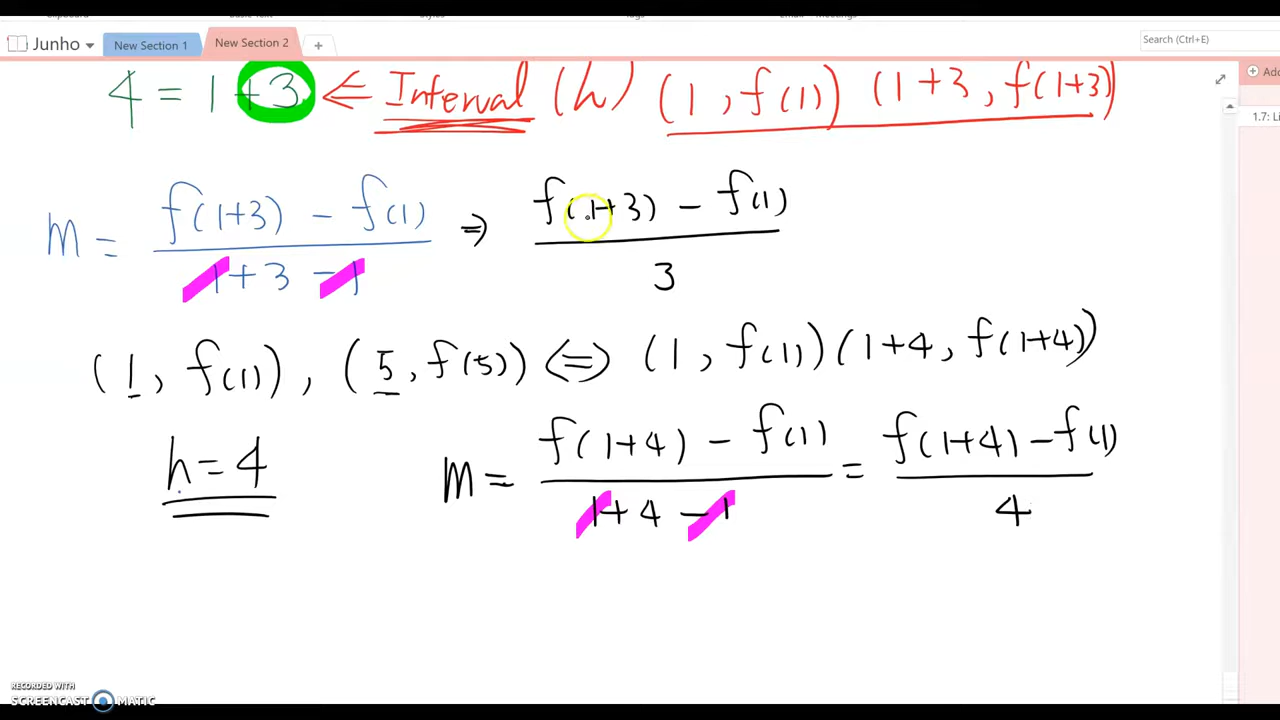 Junho
New Section 1
New Section 2
+
Search (Ctrl+E)
4 = 1 + 3 ⇐ Interval (h) (1, f(1)) (1+3, f(1+3))
m = f(1+3) - f(1) / 1+3-1 ⇒ f(1+3) - f(1) / 3
(1, f(1)), (5, f(5)) ⇔ (1, f(1)) (1+4, f(1+4))
h = 4
m = f(1+4) - f(1) / 1+4-1 = f(1+4) - f(1) / 4
RECORDED WITH
SCREENCAST MATIC